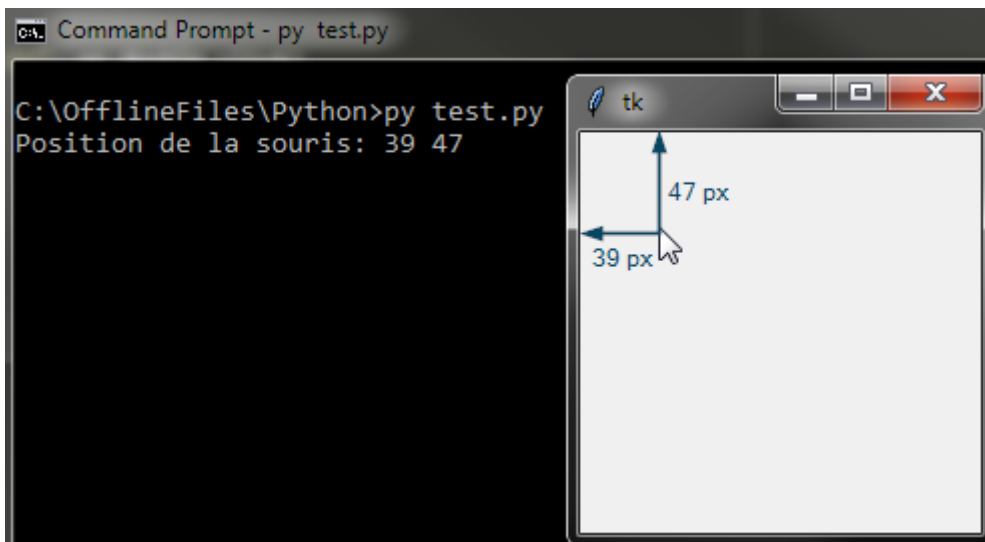 Command Prompt - py test.py
C:\OfflineFiles\Python>py test.py
Position de la souris: 39 47
tk
47 px
39 px